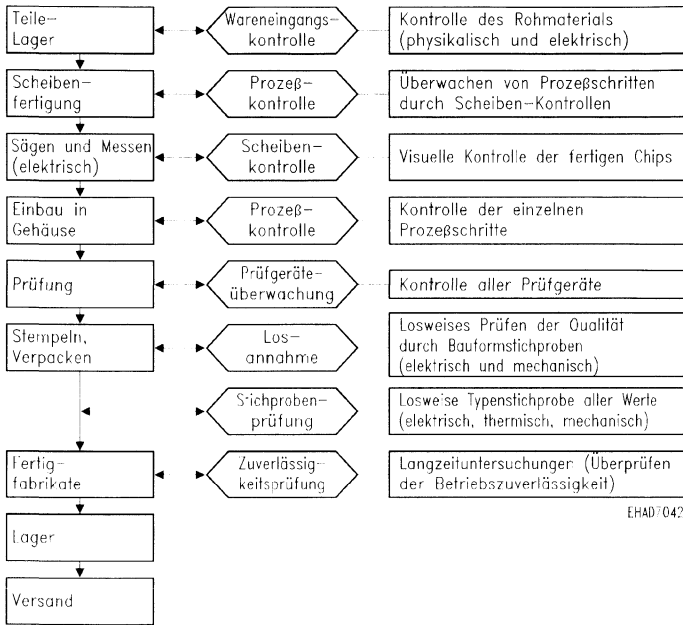 Teile-
Lager
Wareneingangs-
kontrolle
Kontrolle des Rohmaterials
(physikalisch und elektrisch)
Scheiben-
fertigung
Prozeß-
kontrolle
Überwachen von Prozeßschritten
durch Scheiben-Kontrollen
Sägen und Messen
(elektrisch)
Scheiben-
kontrolle
Visuelle Kontrolle der fertigen Chips
Einbau in
Gehäuse
Prozeß-
kontrolle
Kontrolle der einzelnen
Prozeßschritte
Prüfung
Prüfgeräte-
überwachung
Kontrolle aller Prüfgeräte
Stempeln,
Verpacken
Los-
annahme
Losweises Prüfen der Qualität
durch Bauformstichproben
(elektrisch und mechanisch)
Stichproben-
prüfung
Losweise Typenstichprobe aller Werte
(elektrisch, thermisch, mechanisch)
Fertig-
fabrikate
Zuverlässig-
keitsprüfung
Langzeituntersuchungen (Überprüfen
der Betriebszuverlässigkeit)
EHAD7042
Lager
Versand